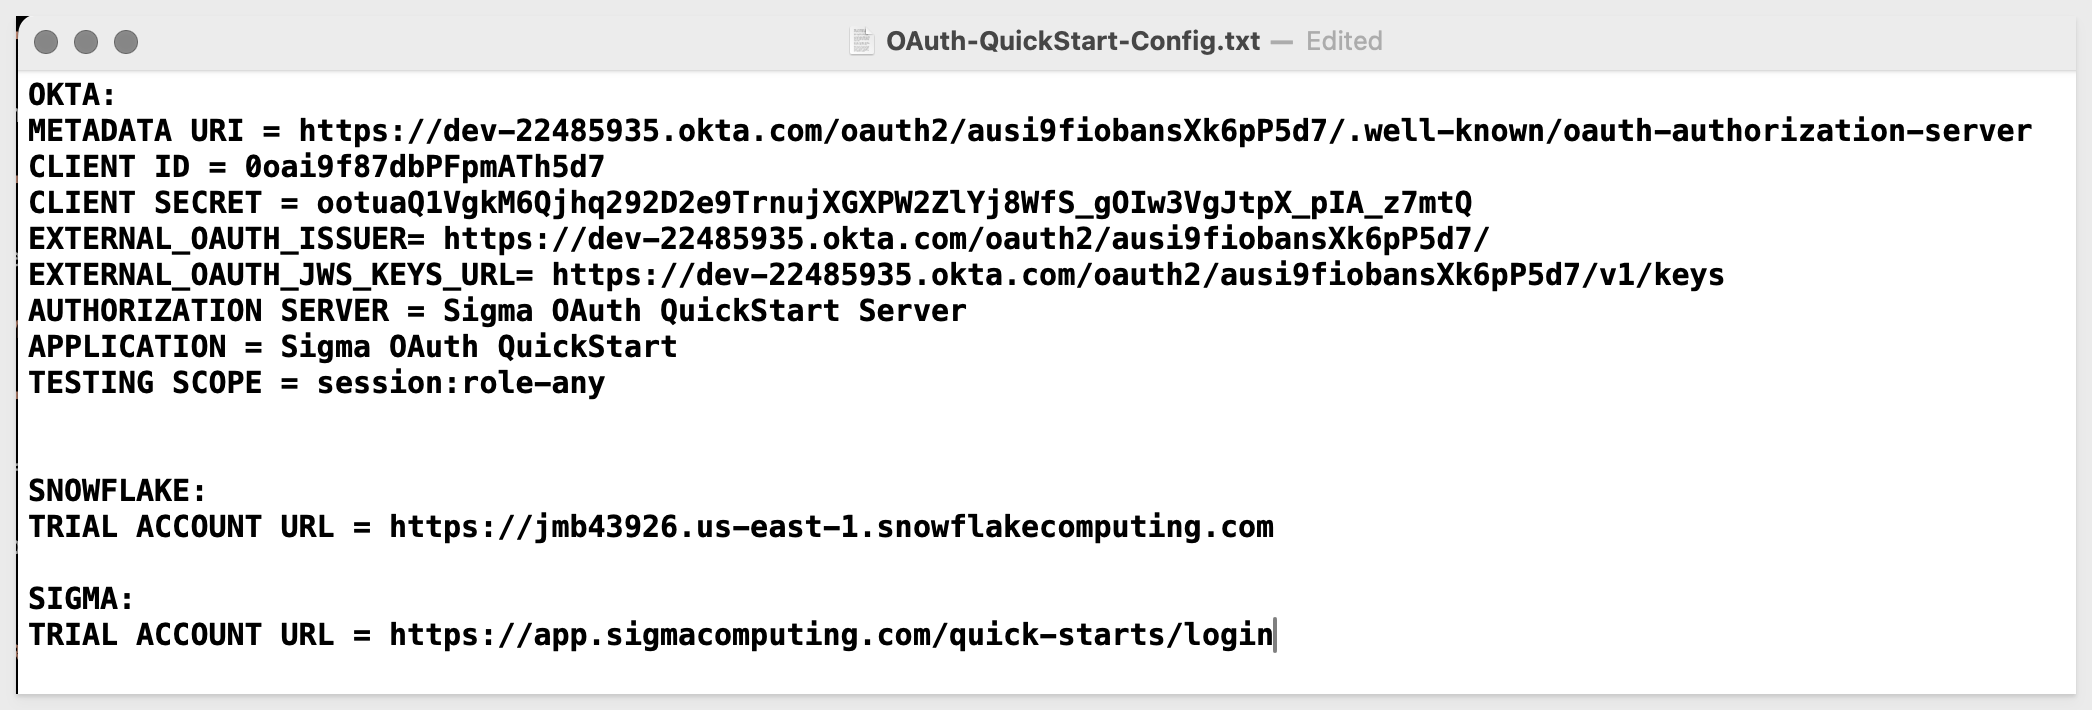 OAuth-QuickStart-Config.txt — Edited
OKTA:
METADATA URI = https://dev-22485935.okta.com/oauth2/ausi9fiobansXk6pP5d7/.well-known/oauth-authorization-server
CLIENT ID = 0oai9f87dbPFpmATh5d7
CLIENT SECRET = ootuaQ1VgkM6Qjhq292D2e9TrnujXGXPW2ZlYj8WfS_gOIw3VgJtpX_pIA_z7mtQ
EXTERNAL_OAUTH_ISSUER= https://dev-22485935.okta.com/oauth2/ausi9fiobansXk6pP5d7/
EXTERNAL_OAUTH_JWS_KEYS_URL= https://dev-22485935.okta.com/oauth2/ausi9fiobansXk6pP5d7/v1/keys
AUTHORIZATION SERVER = Sigma OAuth QuickStart Server
APPLICATION = Sigma OAuth QuickStart
TESTING SCOPE = session:role-any
SNOWFLAKE:
TRIAL ACCOUNT URL = https://jmb43926.us-east-1.snowflakecomputing.com
SIGMA:
TRIAL ACCOUNT URL = https://app.sigmacomputing.com/quick-starts/login